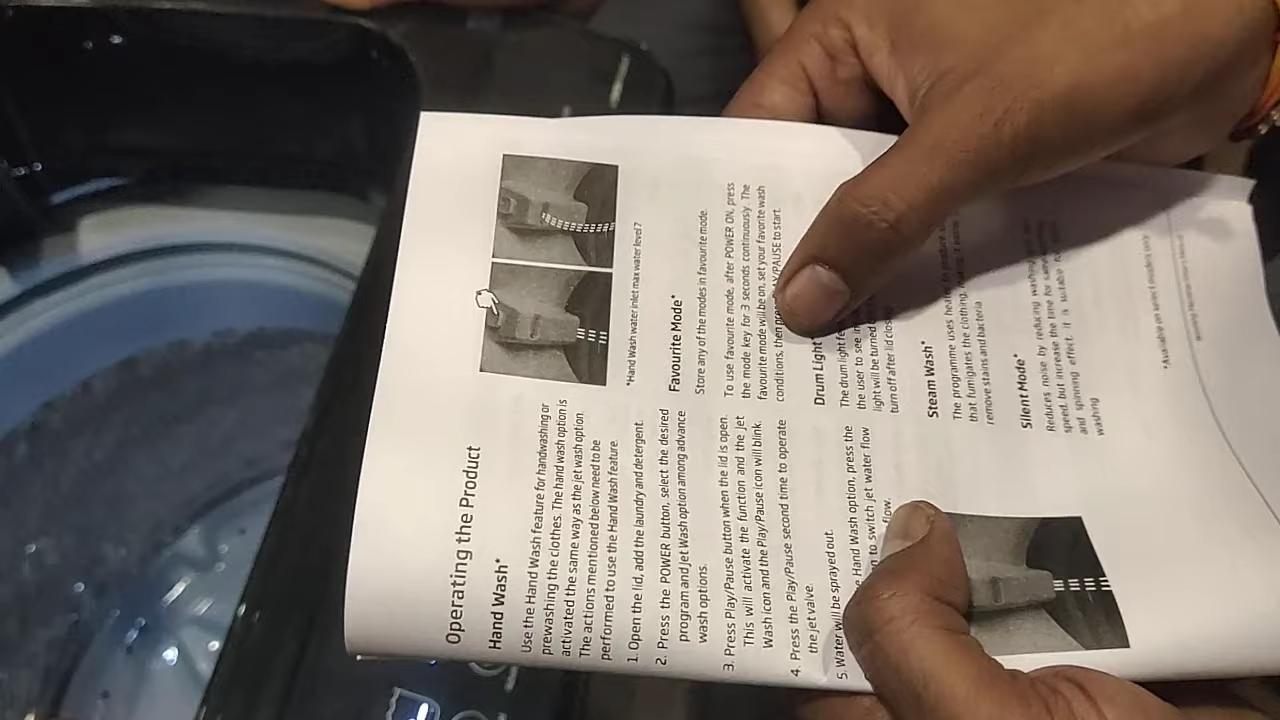 Operating the Product
Hand Wash*
Use the Hand Wash feature for handwashing or
prewashing the clothes. The hand wash option is
activated the same way as the jet wash option.
The actions mentioned below need to be
performed to use the Hand Wash feature.
1. Open the lid, add the laundry and detergent.
2. Press the POWER button, select the desired
program and Jet Wash option among advance
wash options.
3. Press Play/Pause button when the lid is open.
This will activate the function and the Jet
Wash icon and the Play/Pause icon will blink.
4. Press the Play/Pause second time to operate
the jet valve.
5. Water will be sprayed out.
Hand Wash option, press the
to switch jet water flow
flow.
*Hand Wash water inlet max water level 7
Favourite Mode*
Store any of the modes in favourite mode.
To use favourite mode, after POWER ON, press
the mode key for 3 seconds continuously. The
favourite mode will be on, set your favorite wash
conditions, then PLAY/PAUSE to start.
Drum Light
The drum light
the user to see
light will be turned
turn off after lid
Steam Wash*
The programme uses to produce
that fumigates the clothing,
remove stains and bacteria
Silent Mode*
Reduces noise by reducing washing
speed, but increase the time for
and spinning effect. it is suitable
washing
*Available on select models only